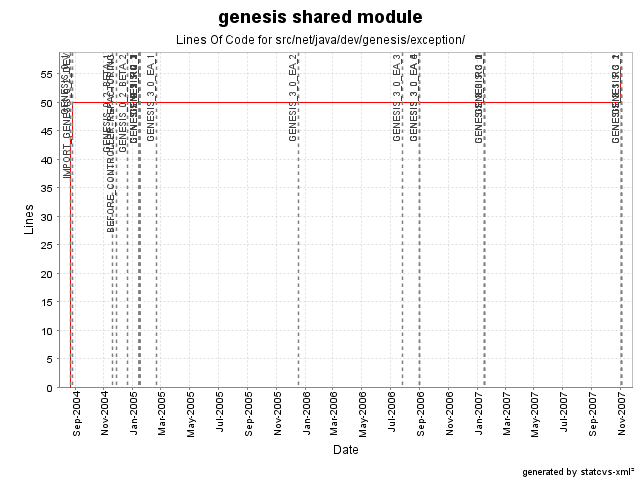 genesis shared module
Lines Of Code for src/net/java/dev/genesis/exception/
Lines
55
50
45
40
35
30
25
20
15
10
5
0
BEFORE_CONTROLLER_REFACTORING
GENESIS_0_2_BETA_2
GENESIS_3_0_EA_1
GENESIS_3_0_EA_2
GENESIS_3_0_EA_3
Sep-2004
Nov-2004
Jan-2005
Mar-2005
May-2005
Jul-2005
Sep-2005
Nov-2005
Jan-2006
Mar-2006
May-2006
Jul-2006
Sep-2006
Nov-2006
Jan-2007
Mar-2007
May-2007
Jul-2007
Sep-2007
Nov-2007
Date
generated by statcvs-xml²